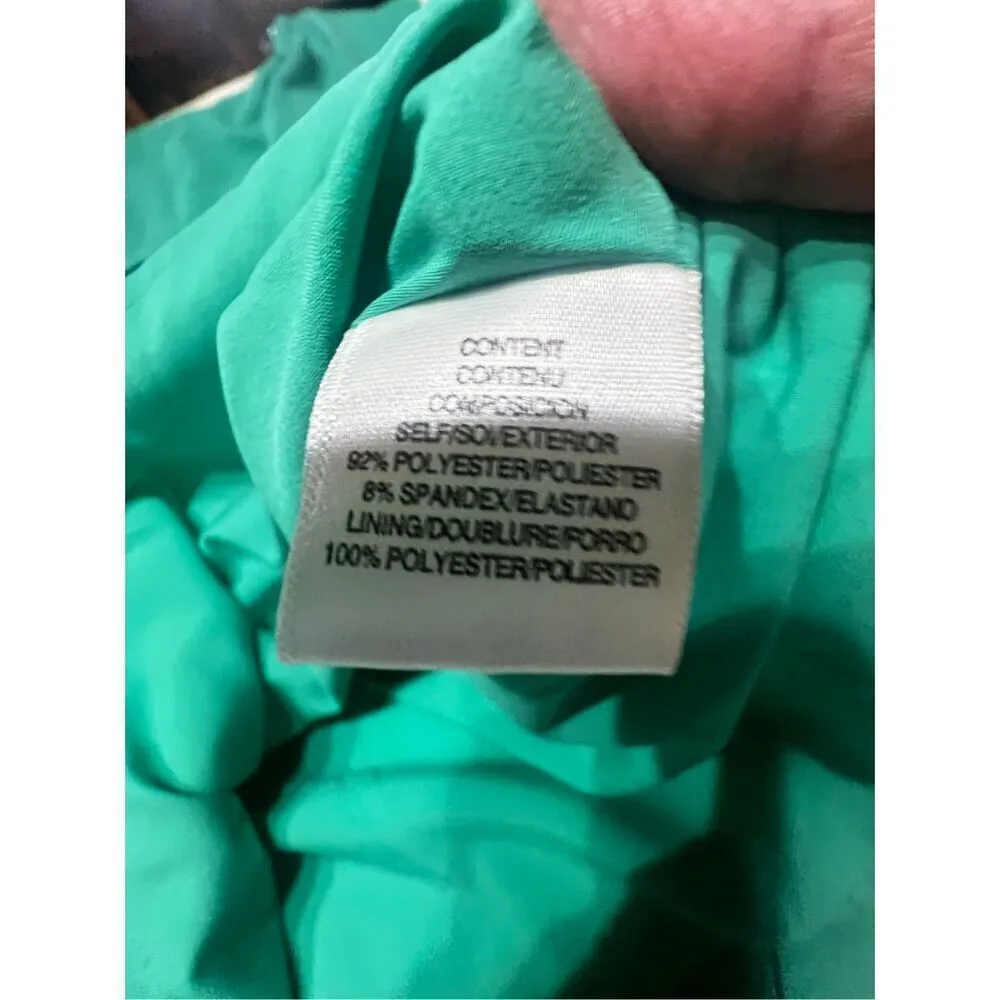 CONTENT
CONTENU
COMPOSICION
SELF/SOI/EXTERIOR
92% POLYESTER/POLIESTER
8% SPANDEX/ELASTANO
LINING/DOUBLURE/FORRO
100% POLYESTER/POLIESTER